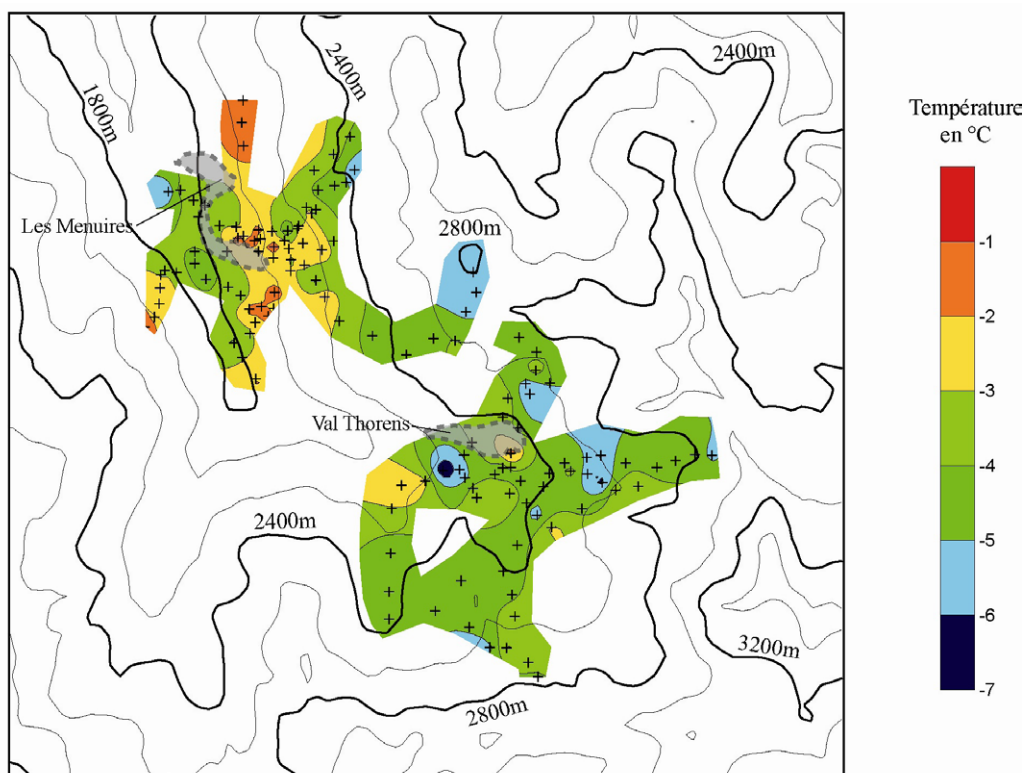 2400m
2400m
1800m
Température
en °C
Les Menuires
2800m
-1
-2
-3
-4
-5
-6
-7
Val Thorens
2400m
3200m
2800m